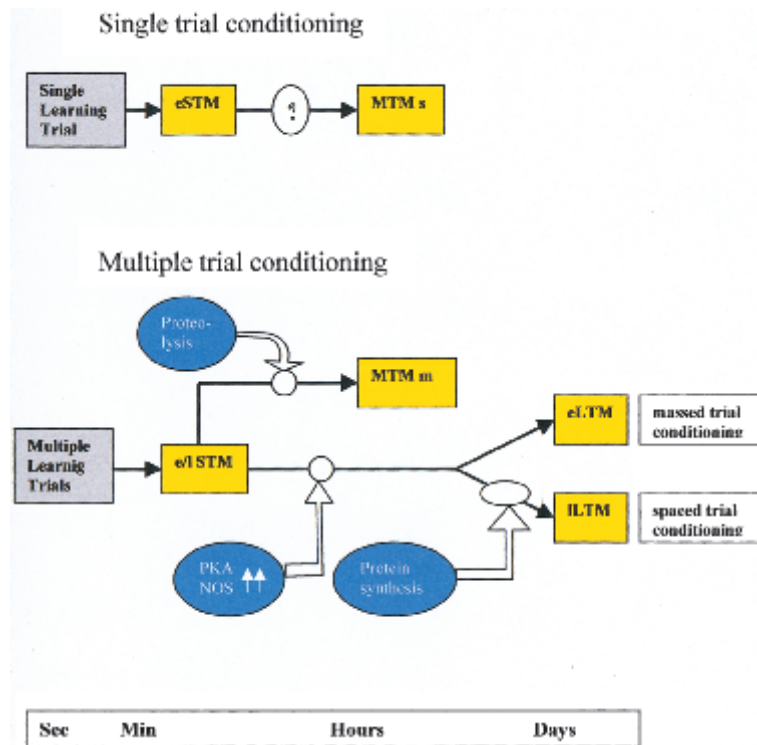 Single trial conditioning
Single
Learning
Trial
eSTM
?
MTM s
Multiple trial conditioning
Proteo-
lysis
MTM m
eLTM
massed trial
conditioning
Multiple
Learnig
Trials
e/l STM
lLTM
spaced trial
conditioning
PKA
NOS
Protein
synthesis
Sec Min Hours Days